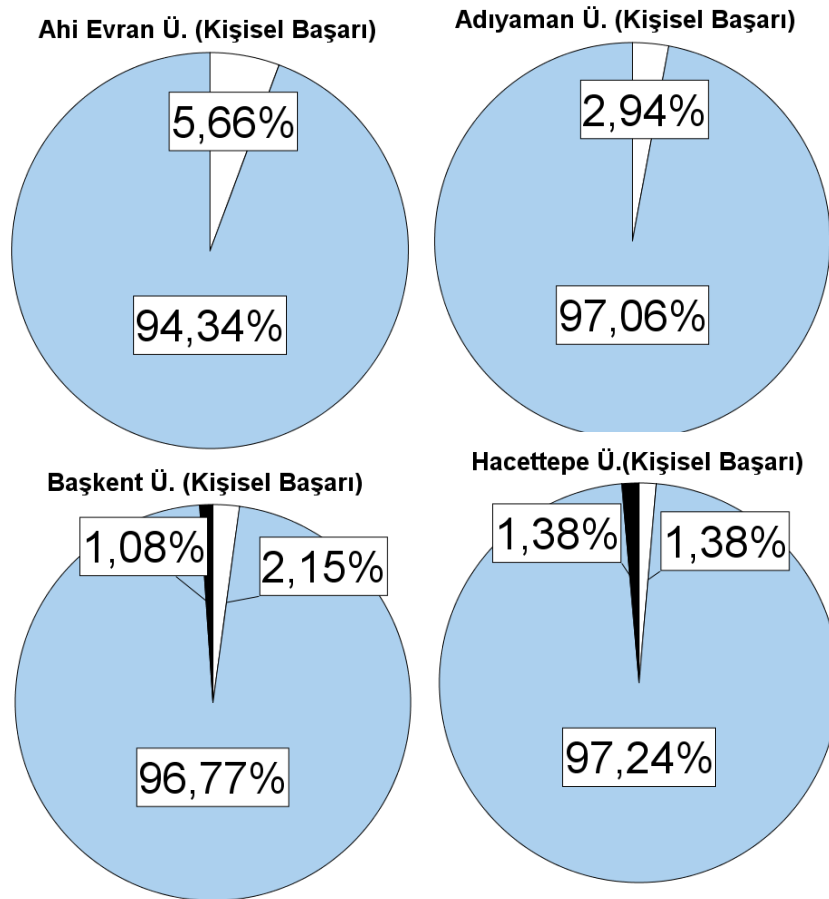 Ahi Evran Ü. (Kişisel Başarı)
5,66%
94,34%
Adıyaman Ü. (Kişisel Başarı)
2,94%
97,06%
Başkent Ü. (Kişisel Başarı)
1,08%
2,15%
96,77%
Hacettepe Ü.(Kişisel Başarı)
1,38%
1,38%
97,24%